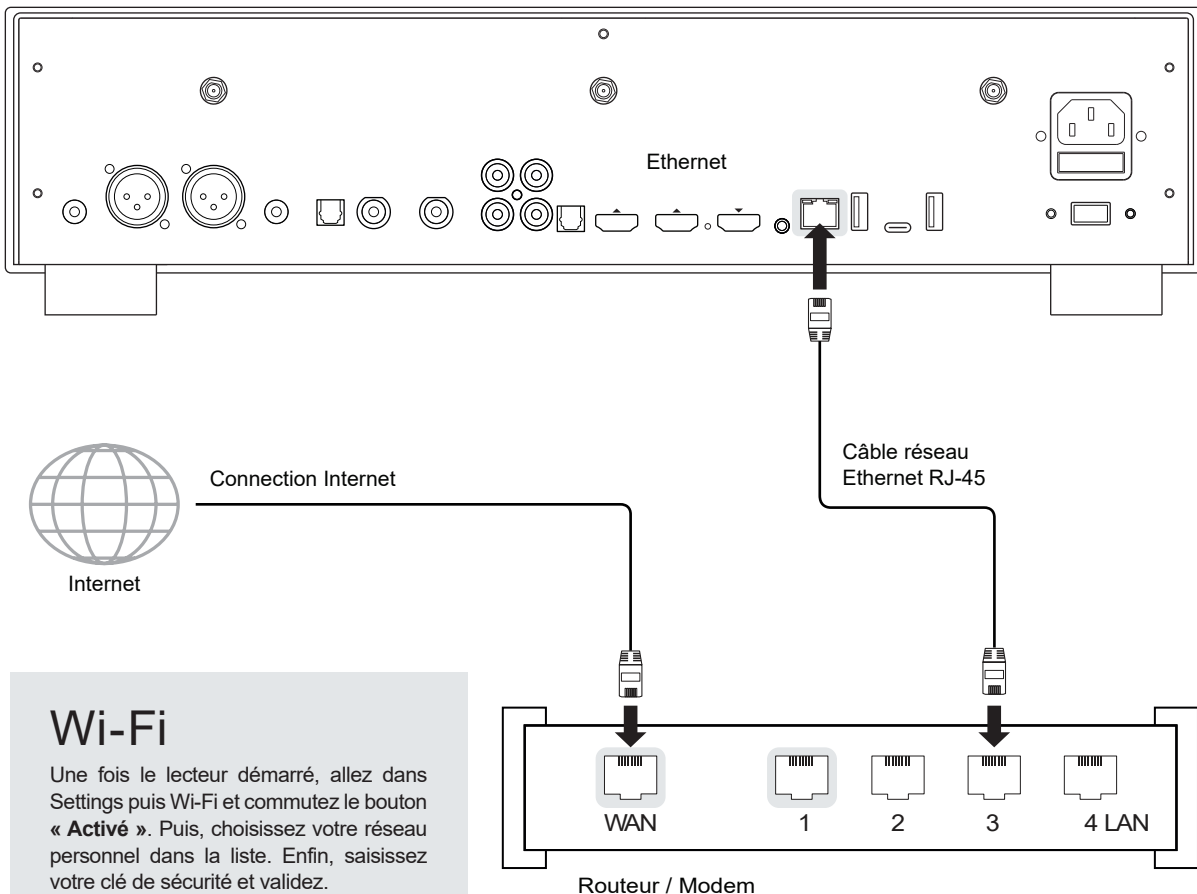 Ethernet
Câble réseau
Ethernet RJ-45
Connection Internet
Internet
Wi-Fi
Une fois le lecteur démarré, allez dans
Settings puis Wi-Fi et commutez le bouton
« Activé ». Puis, choisissez votre réseau
personnel dans la liste. Enfin, saisissez
votre clé de sécurité et validez.
WAN 1 2 3 4 LAN
Routeur / Modem